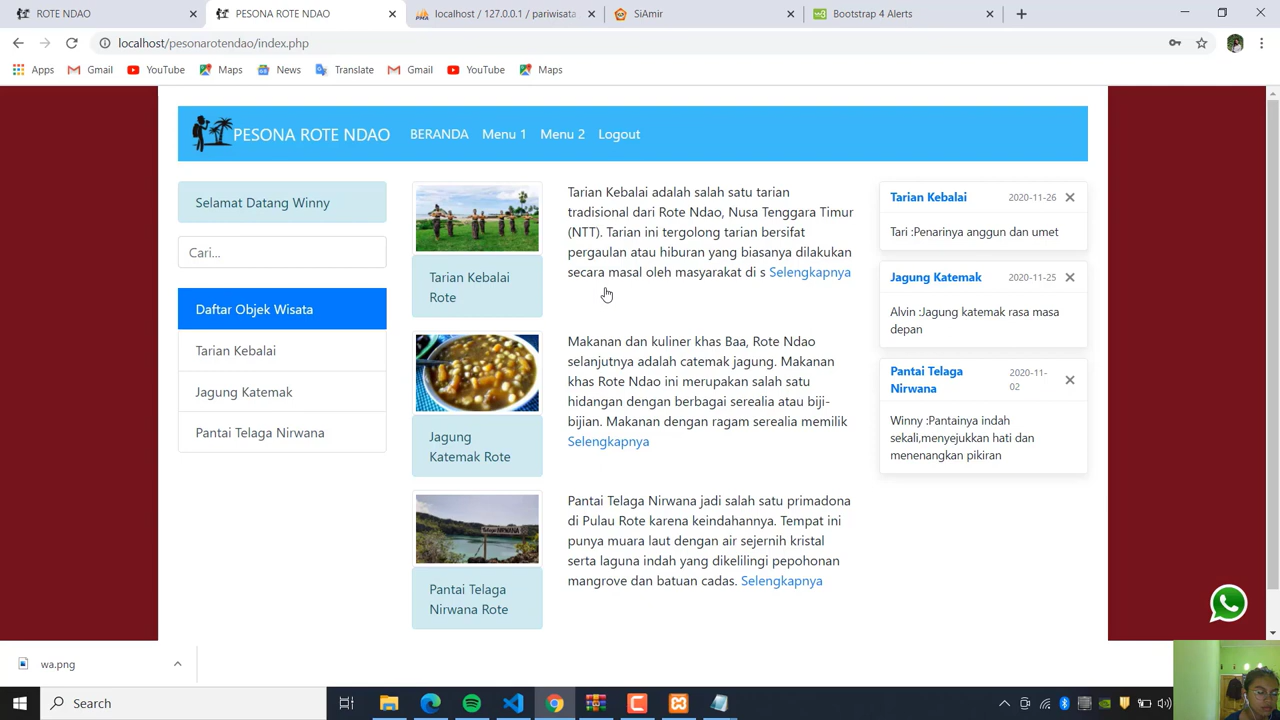 ROTE NDAO
PESONA ROTE NDAO
localhost / 127.0.0.1 / pariwisata
SiAmir
Bootstrap 4 Alerts
localhost/pesonarotendao/index.php
Apps
Gmail
YouTube
Maps
News
Translate
Gmail
YouTube
Maps
PESONA ROTE NDAO
BERANDA
Menu 1
Menu 2
Logout
Selamat Datang Winny
Cari...
Daftar Objek Wisata
Tarian Kebalai
Jagung Katemak
Pantai Telaga Nirwana
Tarian Kebalai
Rote
Tarian Kebalai adalah salah satu tarian
tradisional dari Rote Ndao, Nusa Tenggara Timur
(NTT). Tarian ini tergolong tarian bersifat
pergaulan atau hiburan yang biasanya dilakukan
secara masal oleh masyarakat di s Selengkapnya
Jagung
Katemak Rote
Makanan dan kuliner khas Baa, Rote Ndao
selanjutnya adalah catemak jagung. Makanan
khas Rote Ndao ini merupakan salah satu
hidangan dengan berbagai serealia atau biji-
bijian. Makanan dengan ragam serealia memilik
Selengkapnya
Pantai Telaga
Nirwana Rote
Pantai Telaga Nirwana jadi salah satu primadona
di Pulau Rote karena keindahannya. Tempat ini
punya muara laut dengan air sejernih kristal
serta laguna indah yang dikelilingi pepohonan
mangrove dan batuan cadas. Selengkapnya
Tarian Kebalai
2020-11-26
Tari :Penarinya anggun dan umet
Jagung Katemak
2020-11-25
Alvin :Jagung katemak rasa masa
depan
Pantai Telaga
Nirwana
2020-11-
02
Winny :Pantainya indah
sekali,menyejukkan hati dan
menenangkan pikiran
wa.png
Search